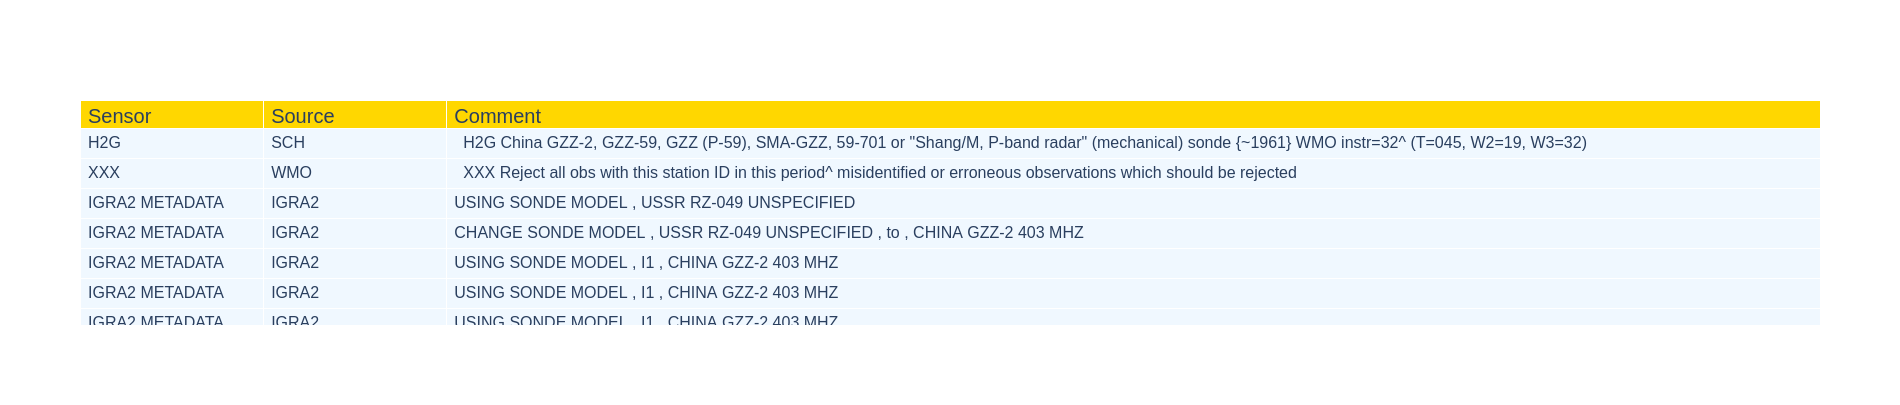 Sensor Source Comment
H2G SCH H2G China GZZ-2, GZZ-59, GZZ (P-59), SMA-GZZ, 59-701 or "Shang/M, P-band radar" (mechanical) sonde {~1961} WMO instr=32^ (T=045, W2=19, W3=32)
XXX WMO XXX Reject all obs with this station ID in this period^ misidentified or erroneous observations which should be rejected
IGRA2 METADATA IGRA2 USING SONDE MODEL , USSR RZ-049 UNSPECIFIED
IGRA2 METADATA IGRA2 CHANGE SONDE MODEL , USSR RZ-049 UNSPECIFIED , to , CHINA GZZ-2 403 MHZ
IGRA2 METADATA IGRA2 USING SONDE MODEL , I1 , CHINA GZZ-2 403 MHZ
IGRA2 METADATA IGRA2 USING SONDE MODEL , I1 , CHINA GZZ-2 403 MHZ
IGRA2 METADATA IGRA2 USING SONDE MODEL , I1 , CHINA GZZ-2 403 MHZ